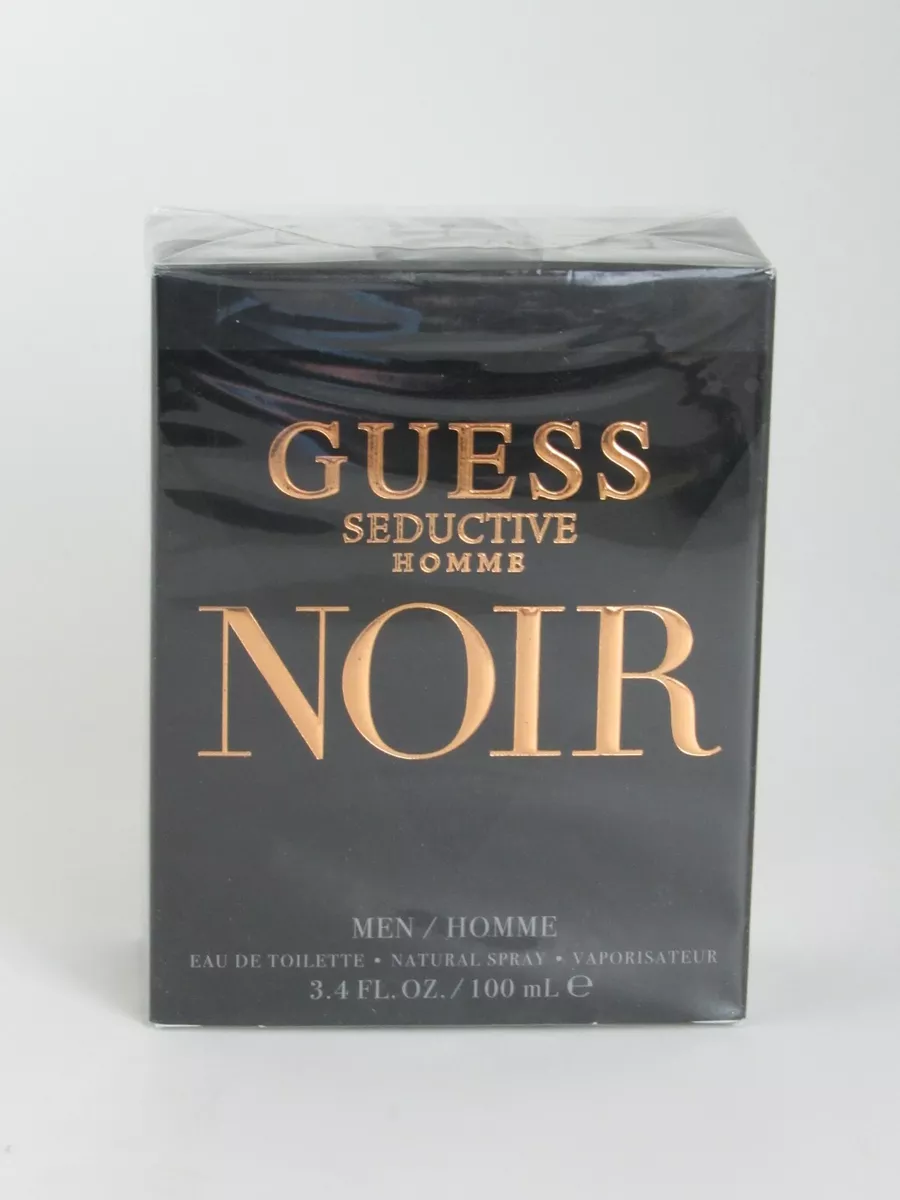 GUESS
SEDUCTIVE
HOMME
NOIR
MEN / HOMME
EAU DE TOILETTE • NATURAL SPRAY • VAPORISATEUR
3.4 FL. OZ. / 100 mL ℮